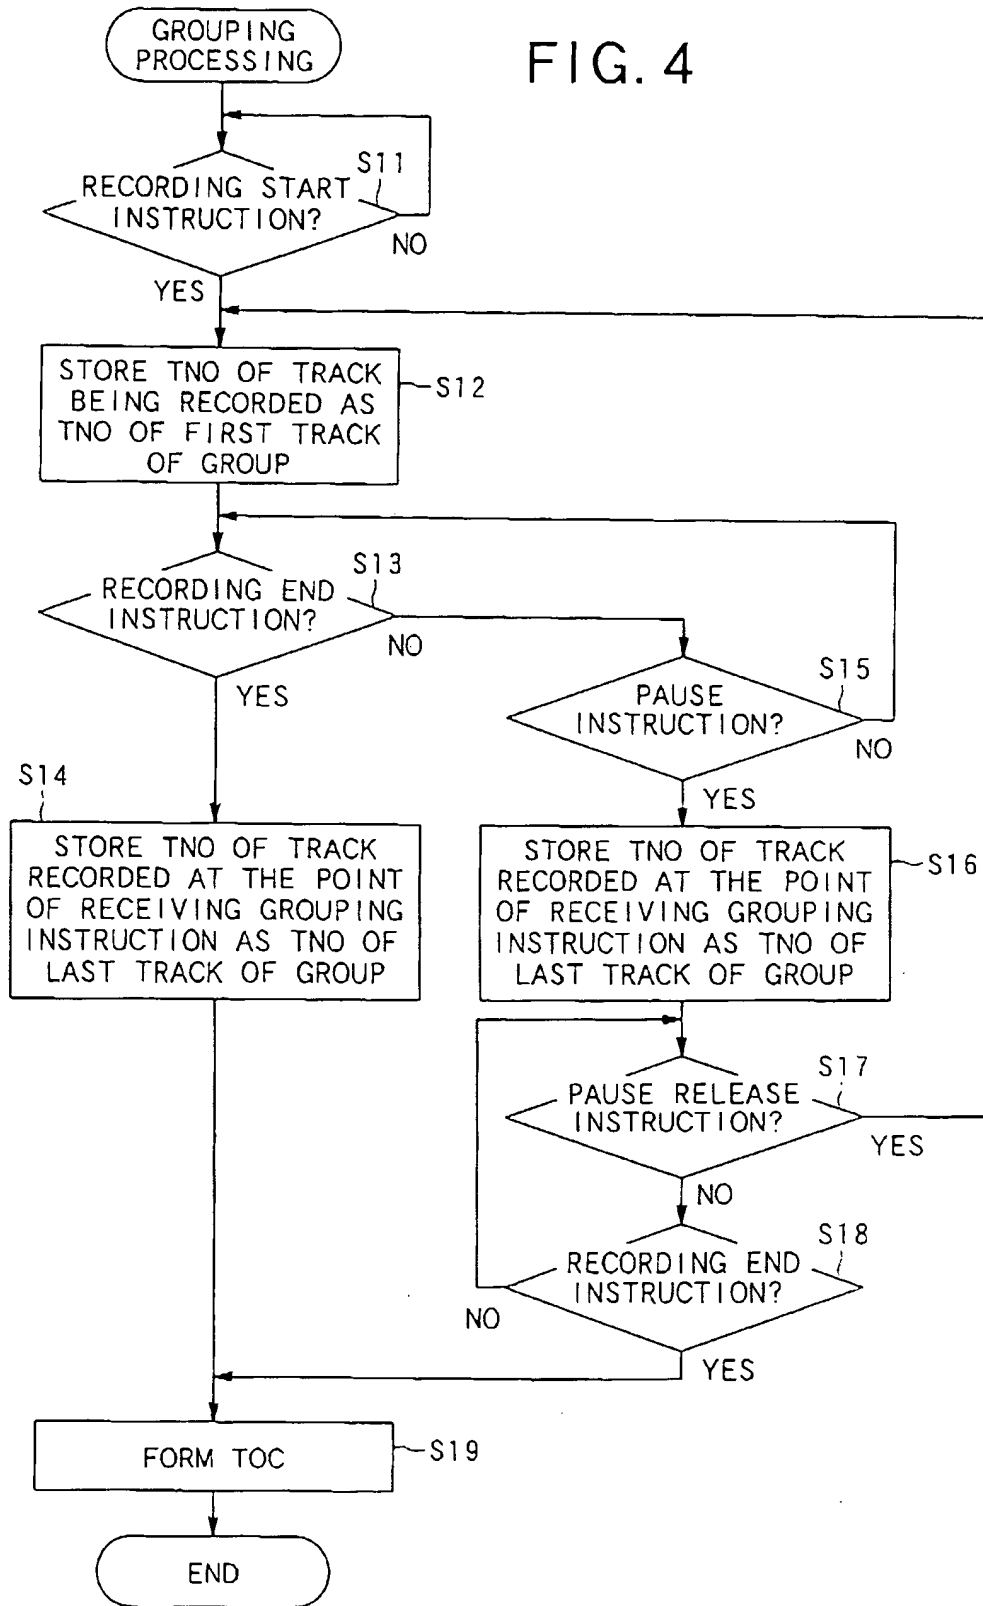 GROUPING
PROCESSING
FIG. 4
S11
RECORDING START
INSTRUCTION?
NO
YES
STORE TNO OF TRACK
BEING RECORDED AS
TNO OF FIRST TRACK
OF GROUP
S12
S13
RECORDING END
INSTRUCTION?
NO
YES
S15
PAUSE
INSTRUCTION?
NO
YES
S14
STORE TNO OF TRACK
RECORDED AT THE POINT
OF RECEIVING GROUPING
INSTRUCTION AS TNO OF
LAST TRACK OF GROUP
STORE TNO OF TRACK
RECORDED AT THE POINT
OF RECEIVING GROUPING
INSTRUCTION AS TNO OF
LAST TRACK OF GROUP
S16
S17
PAUSE RELEASE
INSTRUCTION?
YES
NO
S18
RECORDING END
INSTRUCTION?
NO
YES
FORM TOC
S19
END